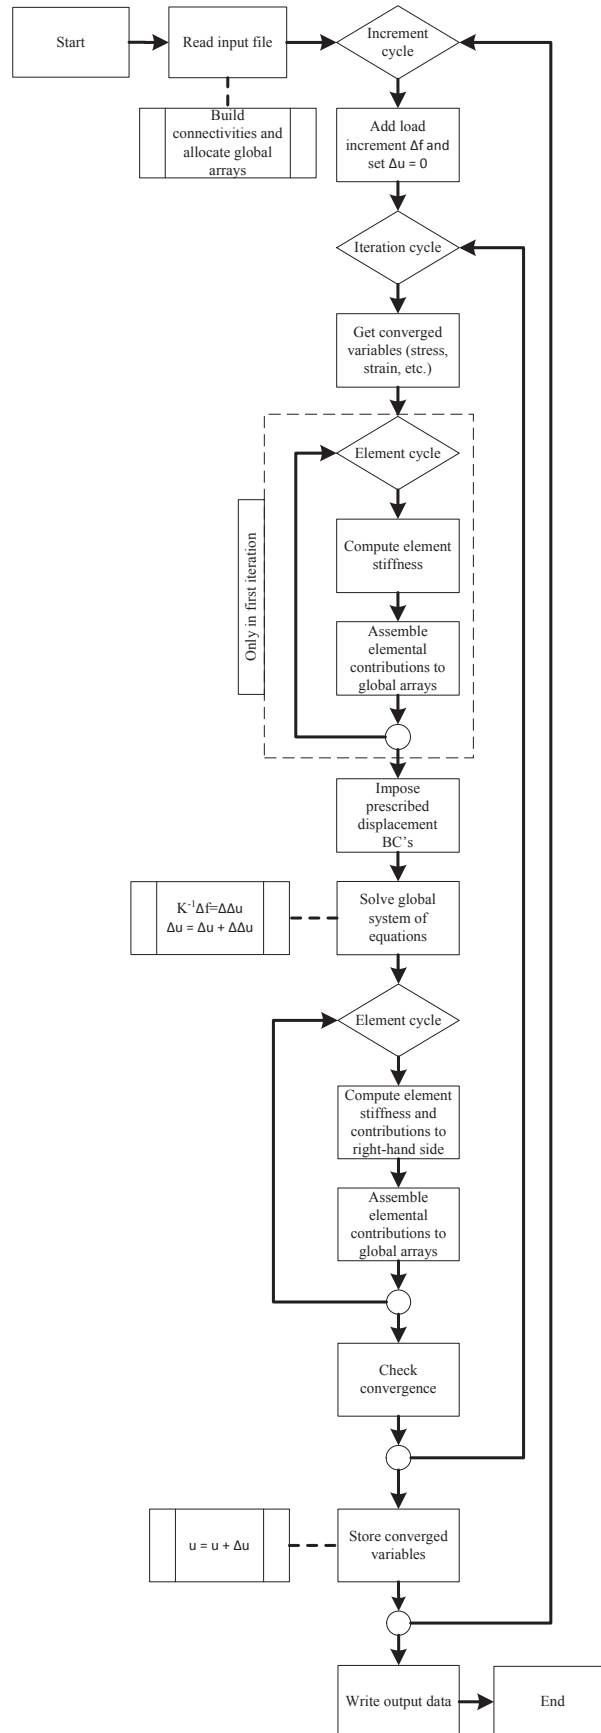 Start
Read input file
Increment
cycle
Build
connectivities and
allocate global
arrays
Add load
increment Δf and
set Δu = 0
Iteration cycle
Get converged
variables (stress,
strain, etc.)
Element cycle
Only in first iteration
Compute element
stiffness
Assemble
elemental
contributions to
global arrays
Impose
prescribed
displacement
BC's
K⁻¹Δf=ΔΔu
Δu = Δu + ΔΔu
Solve global
system of
equations
Element cycle
Compute element
stiffness and
contributions to
right-hand side
Assemble
elemental
contributions to
global arrays
Check
convergence
u = u + Δu
Store converged
variables
Write output data
End